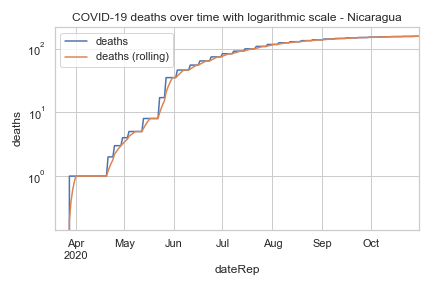 COVID-19 deaths over time with logarithmic scale - Nicaragua
deaths
deaths (rolling)
10²
10¹
10⁰
deaths
Apr May Jun Jul Aug Sep Oct
2020
dateRep